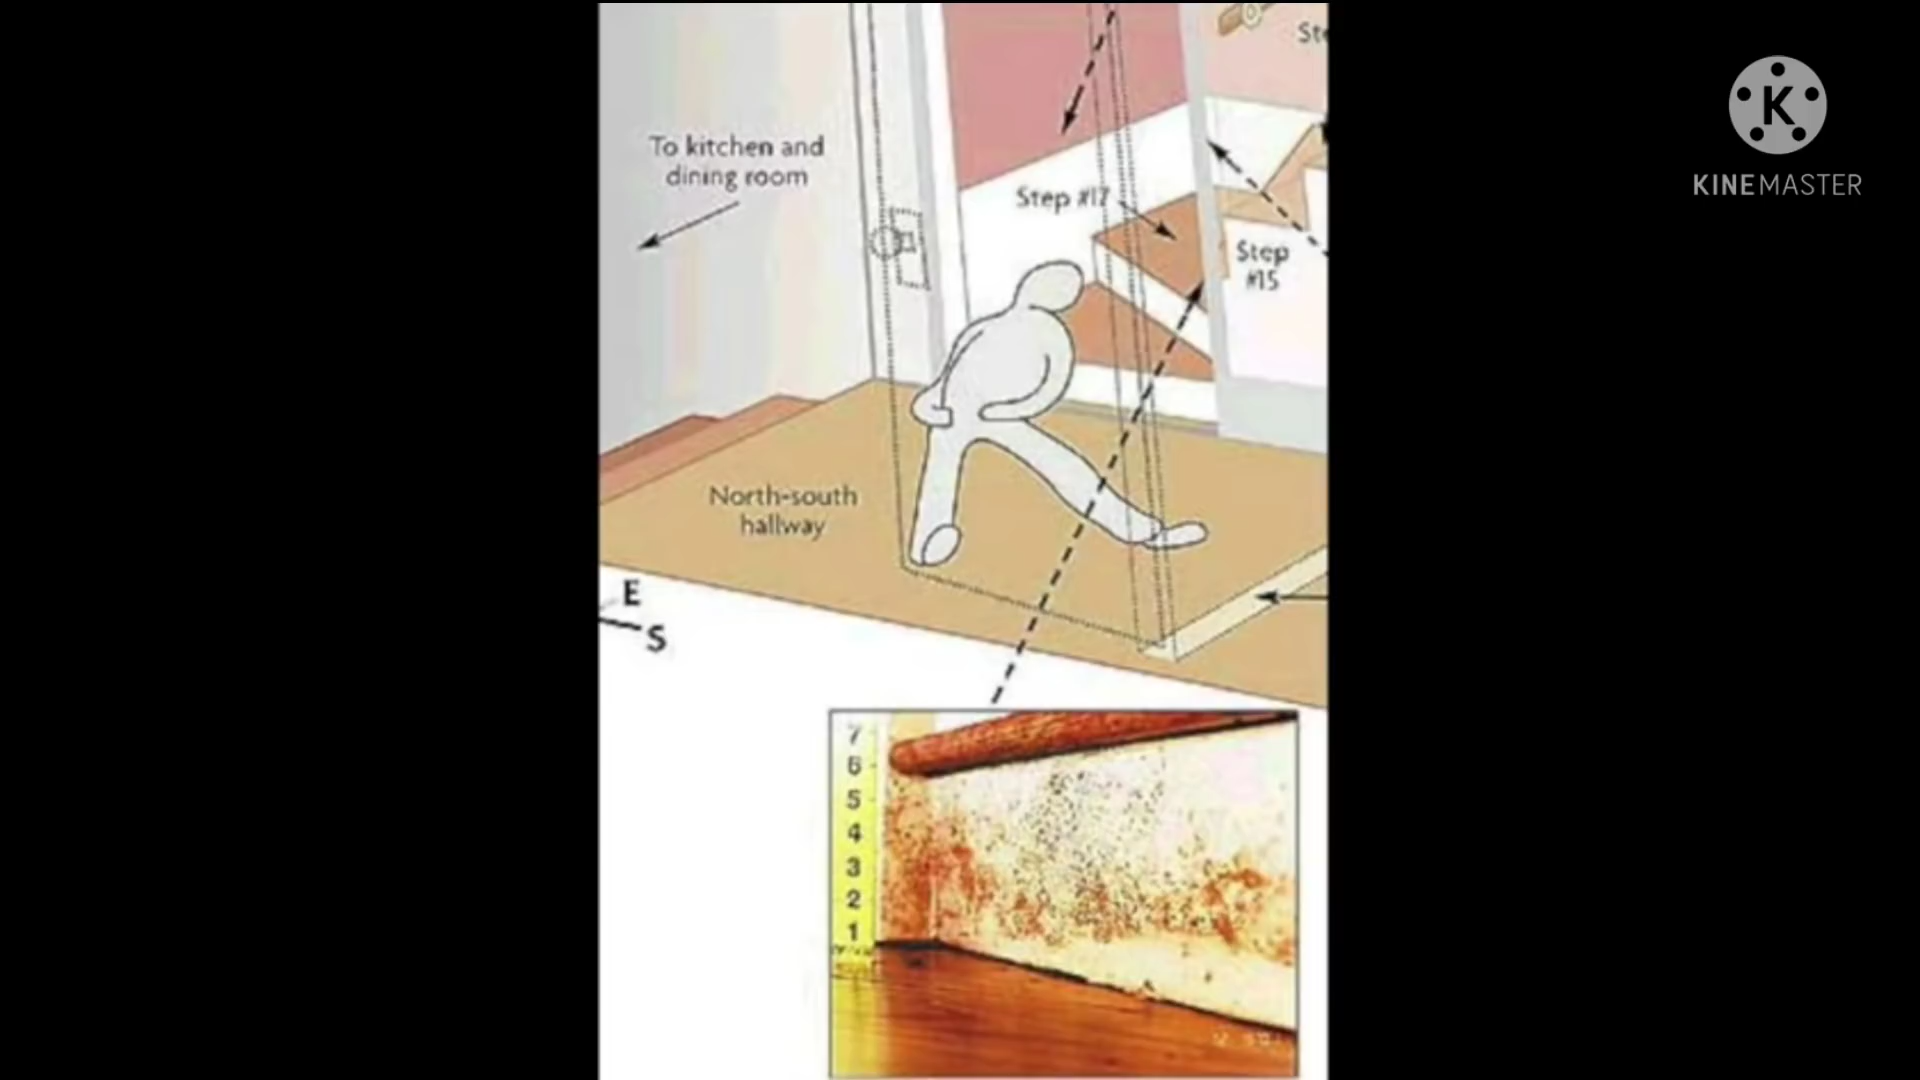 To kitchen and
dining room
Step #17
Step
#15
North-south
hallway
E
S
7
6
5
4
3
2
1
K
KINEMASTER